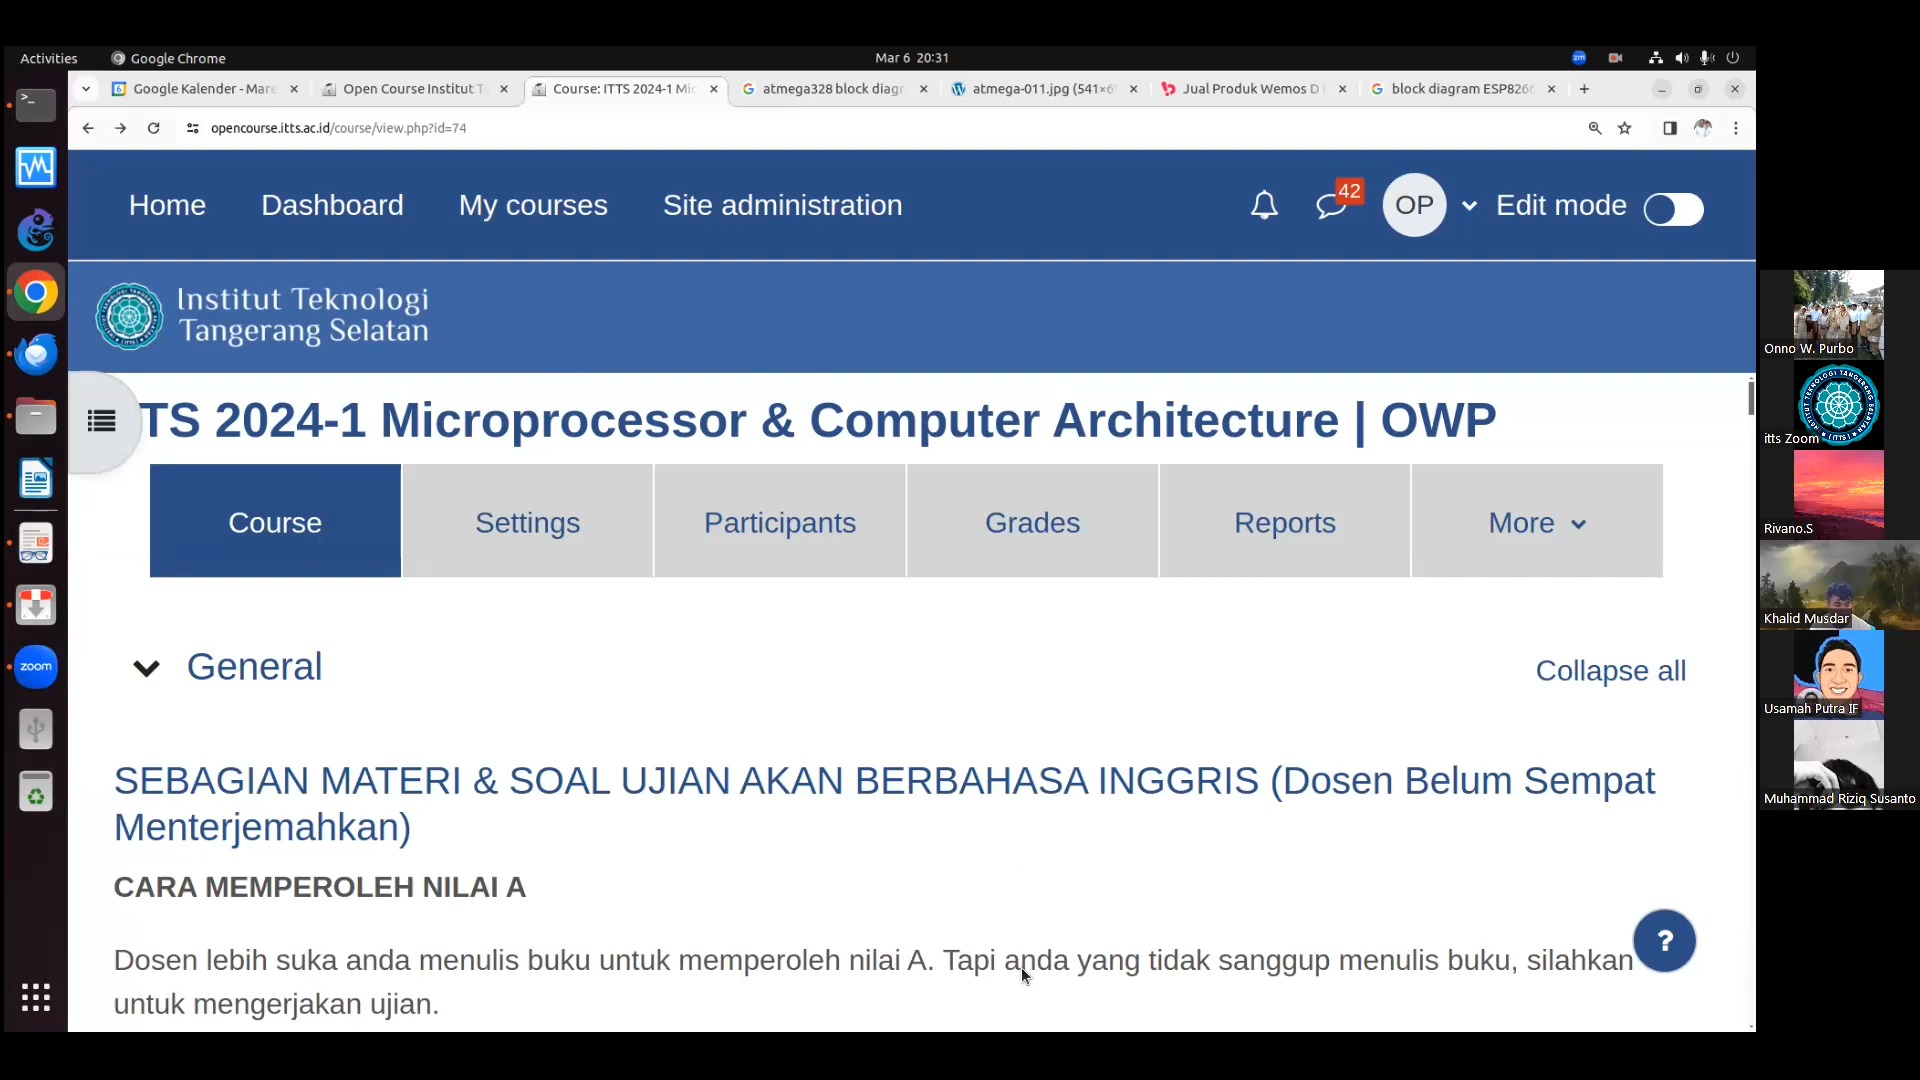 Activities Google Chrome Mar 6 20:31
Google Kalender - Mare Open Course Institut T Course: ITTS 2024-1 Mic atmega328 block diagr atmega-011.jpg (541×6 Jual Produk Wemos D1 block diagram ESP826
opencourse.itts.ac.id/course/view.php?id=74
Home Dashboard My courses Site administration 42 OP Edit mode
Institut Teknologi
Tangerang Selatan
TS 2024-1 Microprocessor & Computer Architecture | OWP
Course Settings Participants Grades Reports More
General Collapse all
SEBAGIAN MATERI & SOAL UJIAN AKAN BERBAHASA INGGRIS (Dosen Belum Sempat
Menterjemahkan)
CARA MEMPEROLEH NILAI A
Dosen lebih suka anda menulis buku untuk memperoleh nilai A. Tapi anda yang tidak sanggup menulis buku, silahkan
untuk mengerjakan ujian.
?
zoom
Onno W. Purbo
itts Zoom
Rivano.S
Khalid Musdar
Usamah Putra IF
Muhammad Riziq Susanto